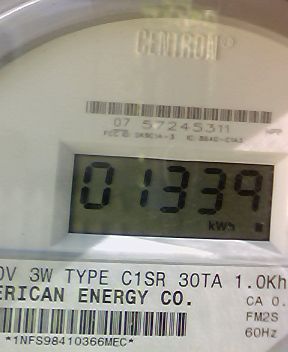 CENTRON®
07 57245311
01339
kWh
0V 3W TYPE C1SR 30TA 1.0Kh
ERICAN ENERGY CO.
CA 0.
FM2S
60Hz
*1NFS98410366MEC*